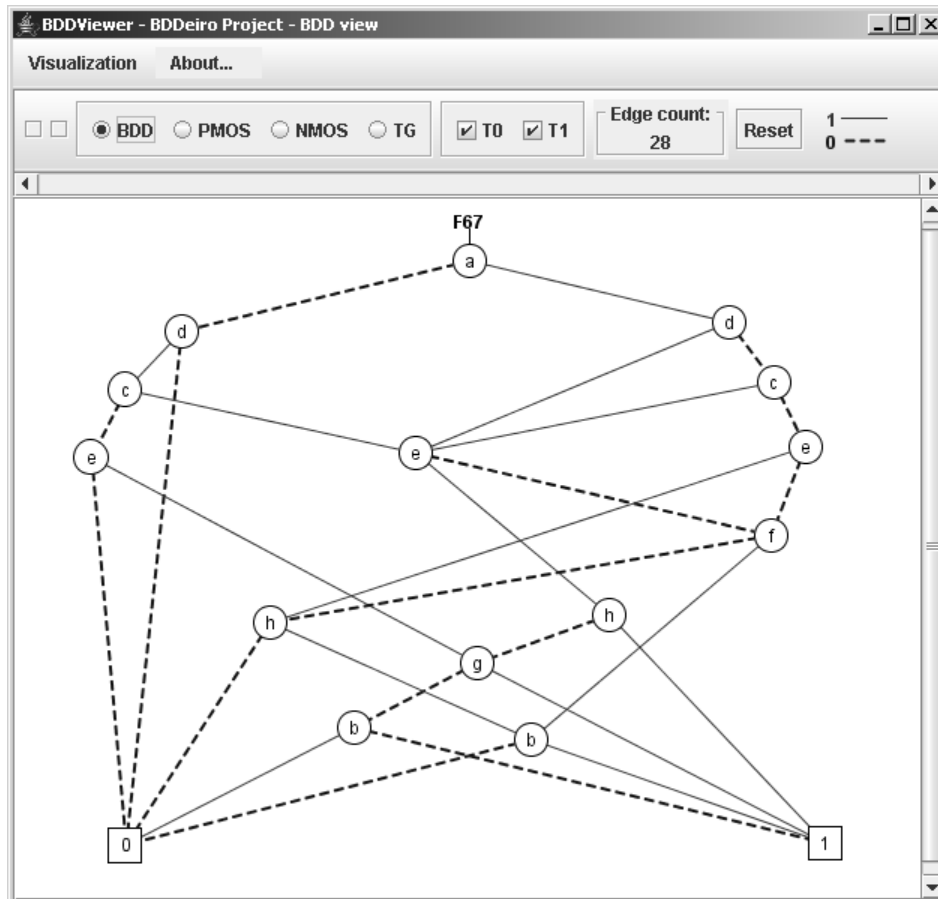 BDDViewer - BDDeiro Project - BDD view
Visualization About...
BDD PMOS NMOS TG T0 T1 Edge count: 28 Reset 1 0
F67
a
d d
c c
e e e
f
h h
g
b b
0 1